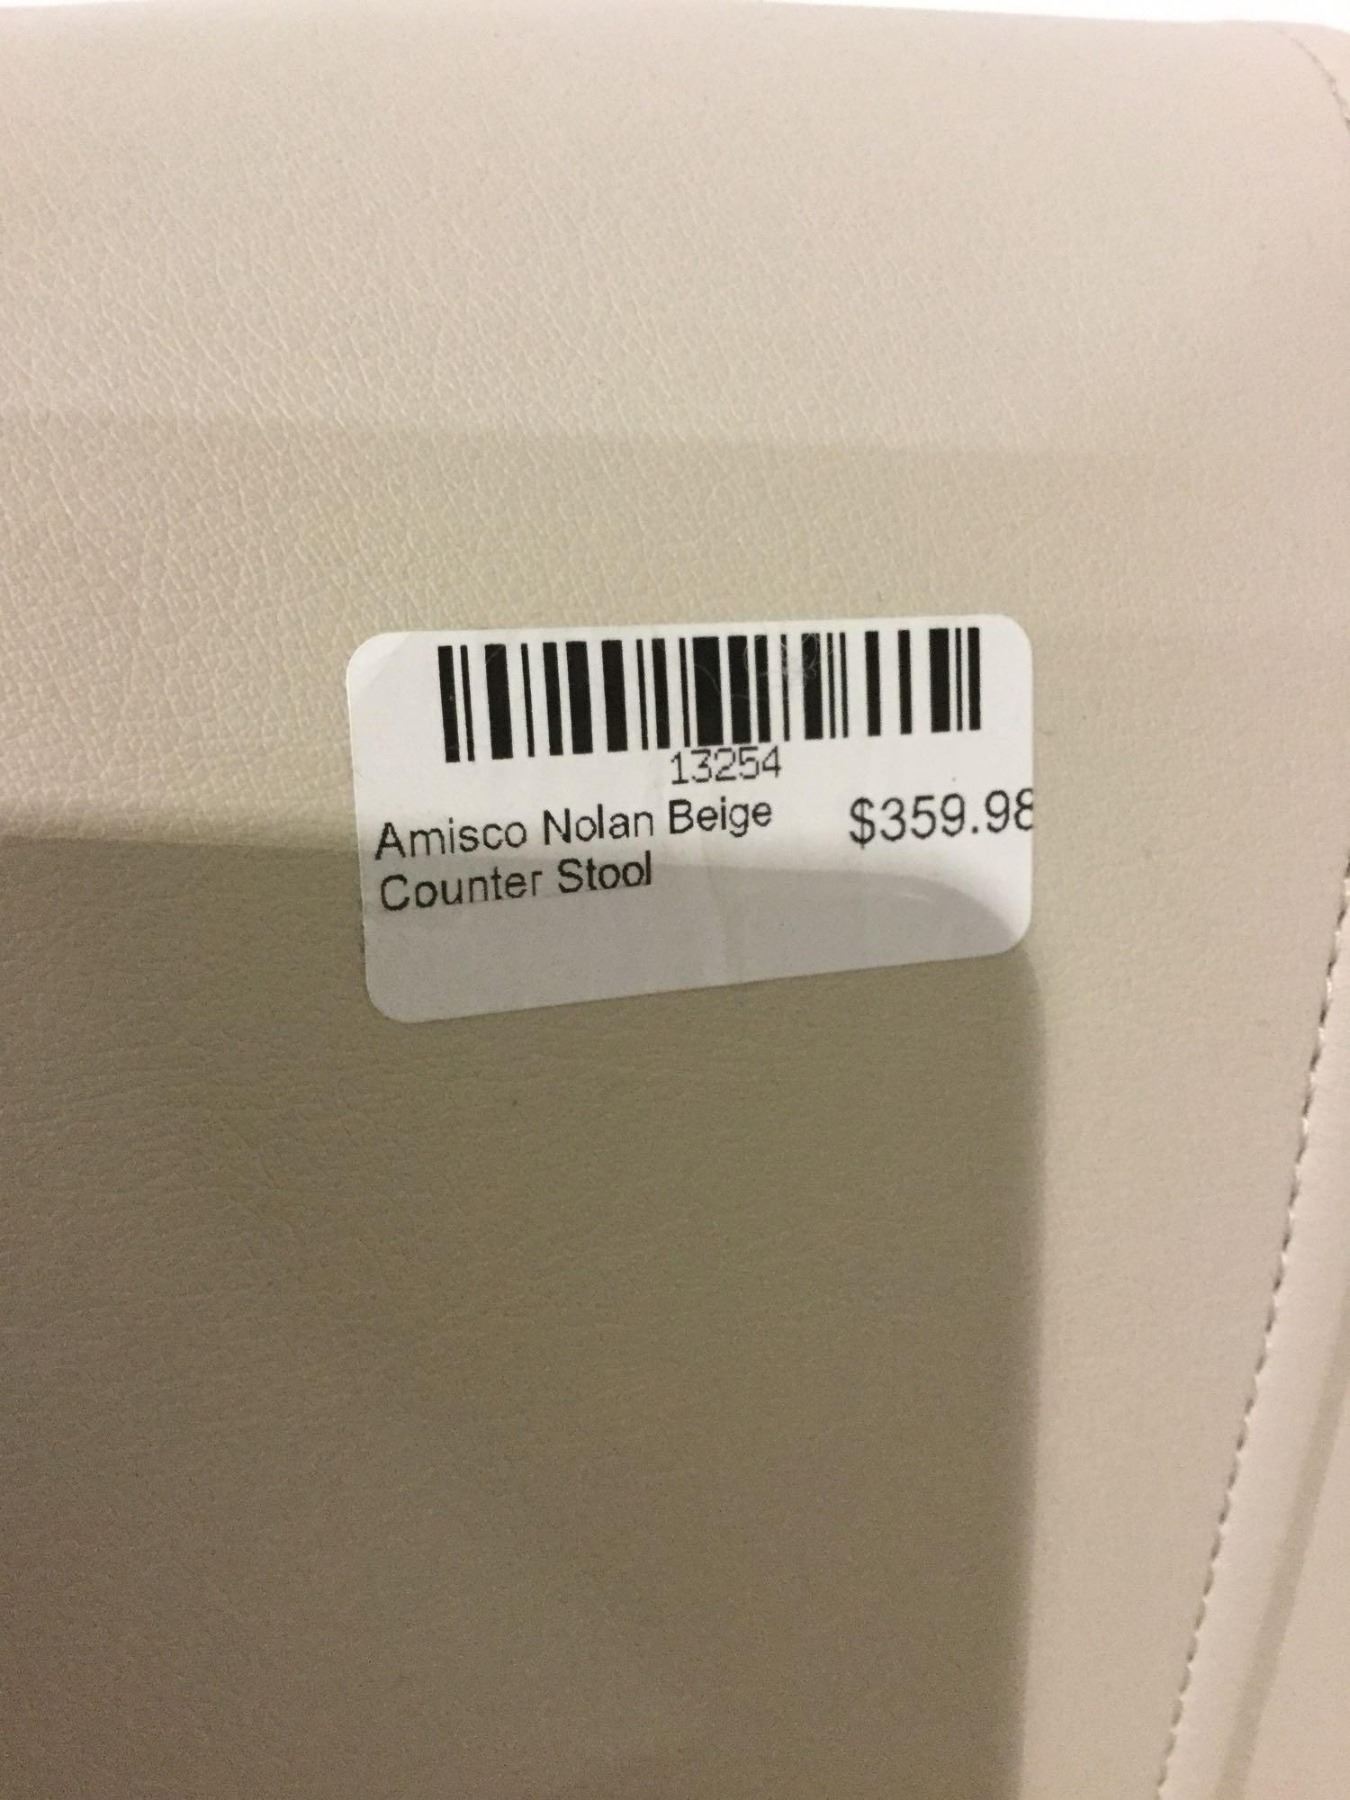 13254
Amisco Nolan Beige $359.98
Counter Stool